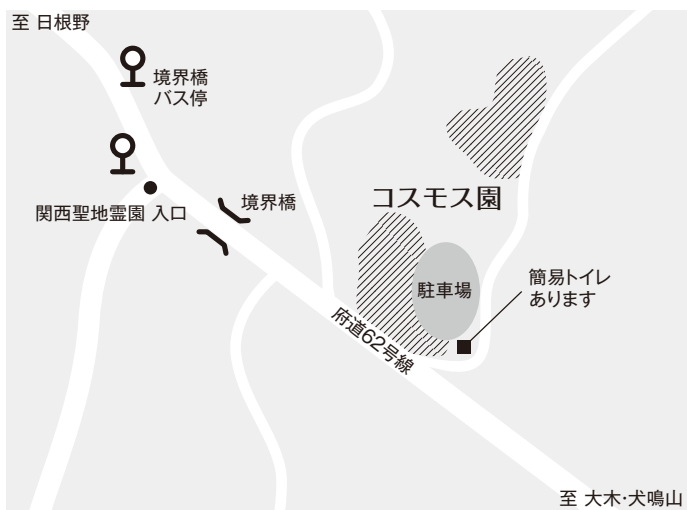 至 日根野
境界橋
バス停
関西聖地霊園 入口
境界橋
コスモス園
駐車場
簡易トイレ
あります
府道62号線
至 大木・犬鳴山